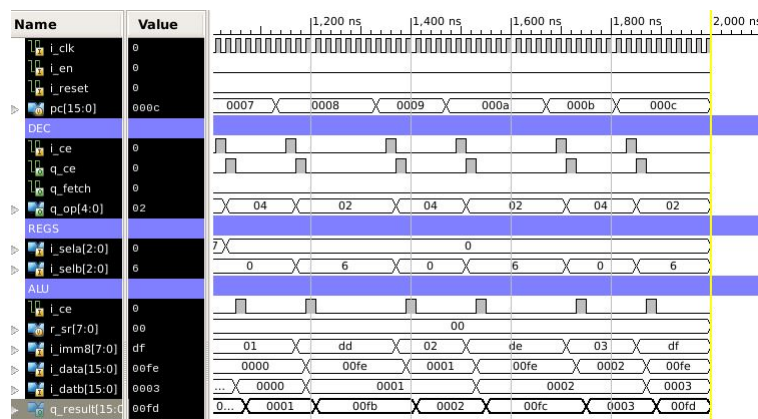 Name Value 1,200 ns 1,400 ns 1,600 ns 1,800 ns 2,000 ns
i_clk 0
i_en 0
i_reset 0
pc[15:0] 000c 0007 0008 0009 000a 000b 000c
DEC
i_ce 0
q_ce 0
q_fetch 0
q_op[4:0] 02 04 02 04 02 04 02
REGS
i_sela[2:0] 0 7 0
i_selb[2:0] 6 0 6 0 6 0 6
ALU
i_ce 0
r_sr[7:0] 00 00
i_imm8[7:0] df 01 dd 02 de 03 df
i_data[15:0] 00fe 0000 00fe 0001 00fe 0002 00fe
i_datb[15:0] 0003 ... 0000 0001 0002 0003
q_result[15:0 00fd 0... 0001 00fb 0002 00fc 0003 00fd